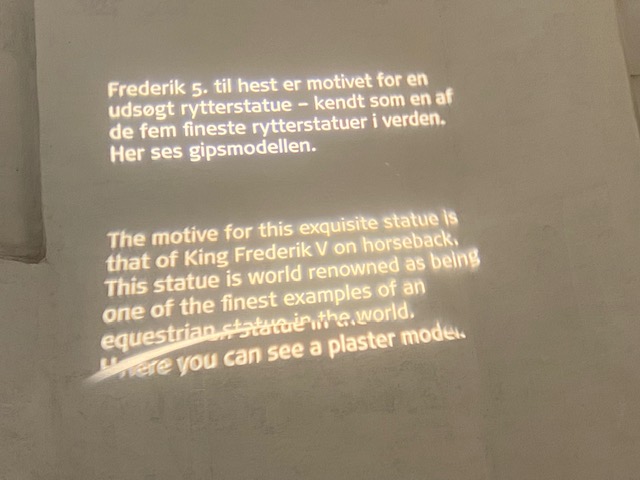 Frederik 5. til hest er motivet for en
udsøgt rytterstatue – kendt som en af
de fem fineste rytterstatuer i verden.
Her ses gipsmodellen.
The motive for this exquisite statue is
that of King Frederik V on horseback.
This statue is world renowned as being
one of the finest examples of an
equestrian statue in the world.
you can see a plaster model.